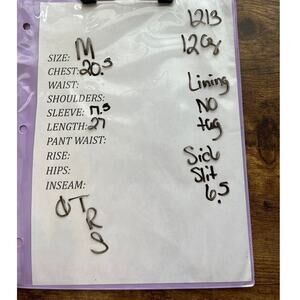 1213
12oz
SIZE: M
CHEST: 20.5
WAIST:
SHOULDERS:
SLEEVE: 17.5
LENGTH: 27
PANT WAIST:
RISE:
HIPS:
INSEAM:
Lining
NO
tag
Side
Slit
6.5
T
R
S